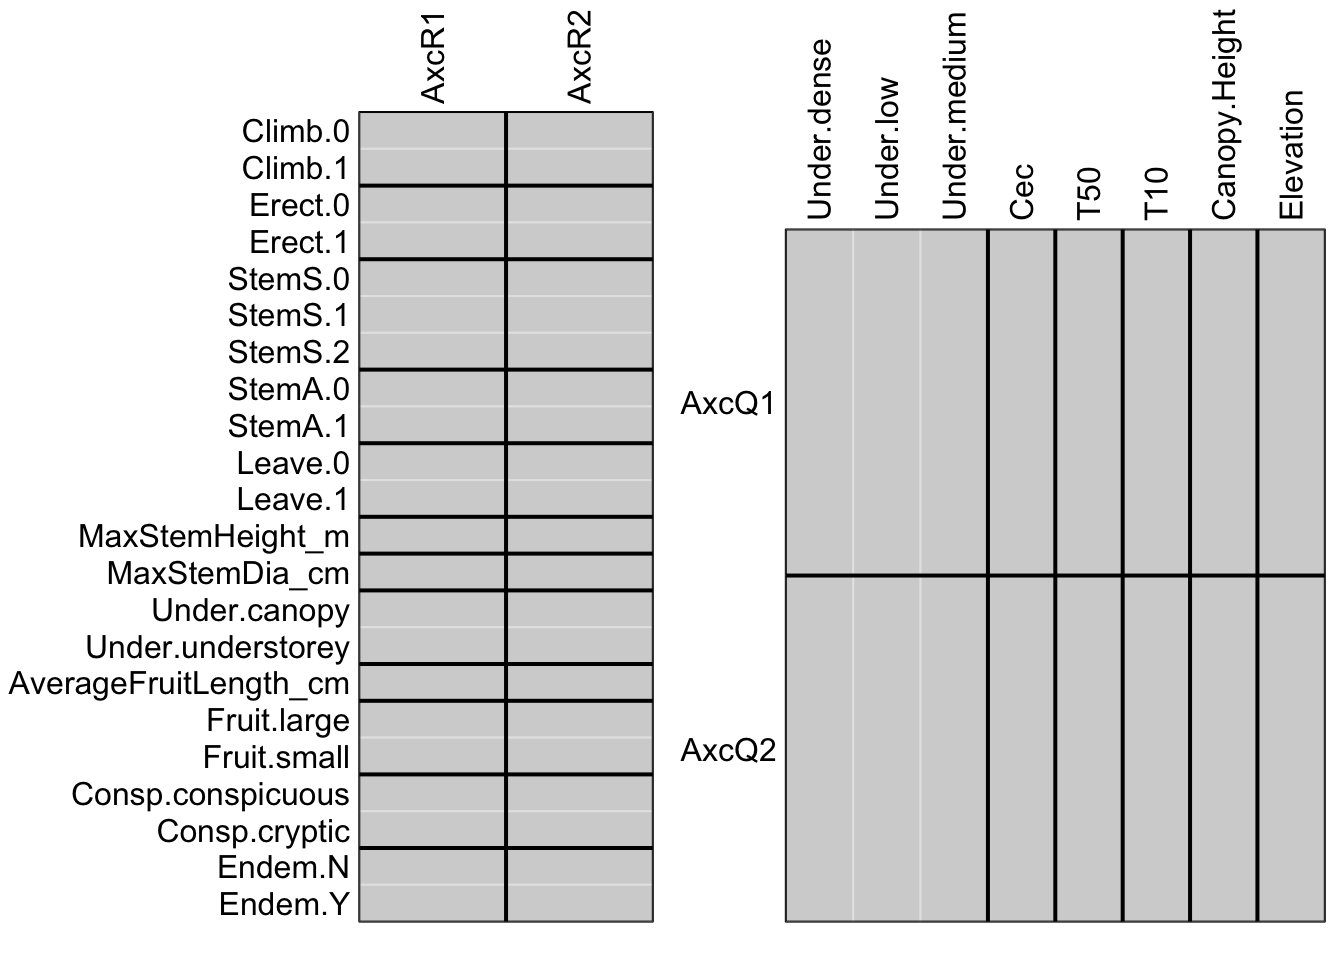 AxcR1
AxcR2
Climb.0
Climb.1
Erect.0
Erect.1
StemS.0
StemS.1
StemS.2
StemA.0
StemA.1
Leave.0
Leave.1
MaxStemHeight_m
MaxStemDia_cm
Under.canopy
Under.understorey
AverageFruitLength_cm
Fruit.large
Fruit.small
Consp.conspicuous
Consp.cryptic
Endem.N
Endem.Y
Under.dense
Under.low
Under.medium
Cec
T50
T10
Canopy.Height
Elevation
AxcQ1
AxcQ2